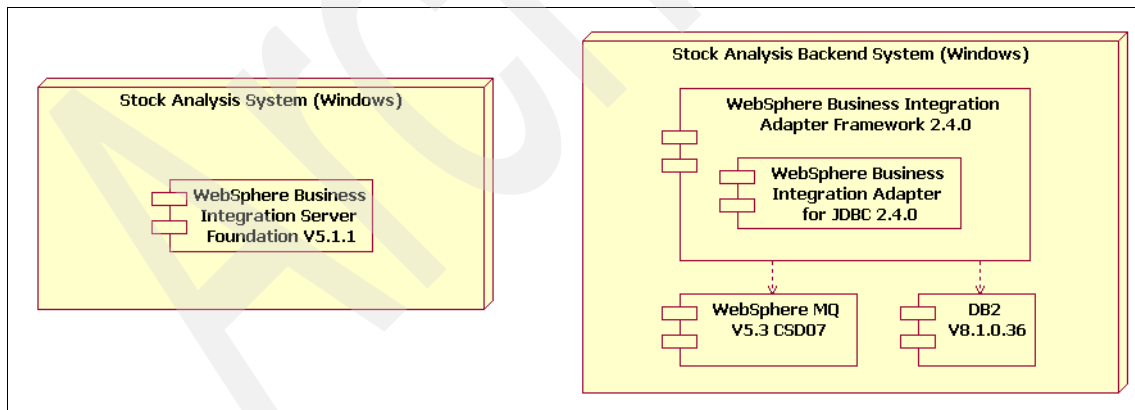 Stock Analysis System (Windows)
WebSphere Business
Integration Server
Foundation V5.1.1
Stock Analysis Backend System (Windows)
WebSphere Business Integration
Adapter Framework 2.4.0
WebSphere Business
Integration Adapter
for JDBC 2.4.0
WebSphere MQ
V5.3 CSD07
DB2
V8.1.0.36